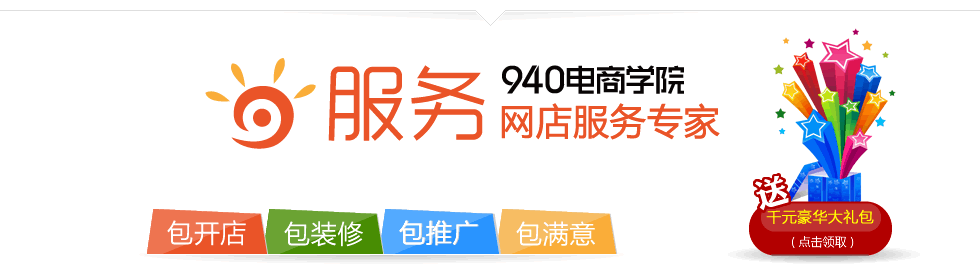 服务
940电商学院
网店服务专家
包开店
包装修
包推广
包满意
送
千元豪华大礼包
（点击领取）